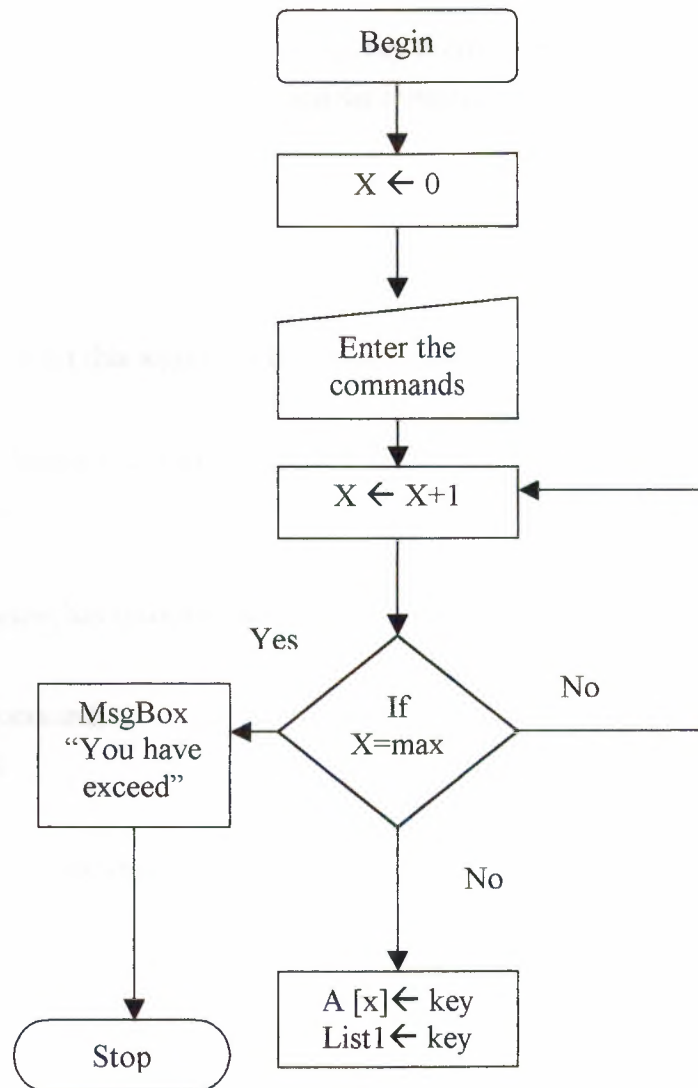 Begin
X ← 0
Enter the
commands
X ← X+1
If
X=max
Yes
No
MsgBox
“You have
exceed”
No
A [x]← key
List1← key
Stop